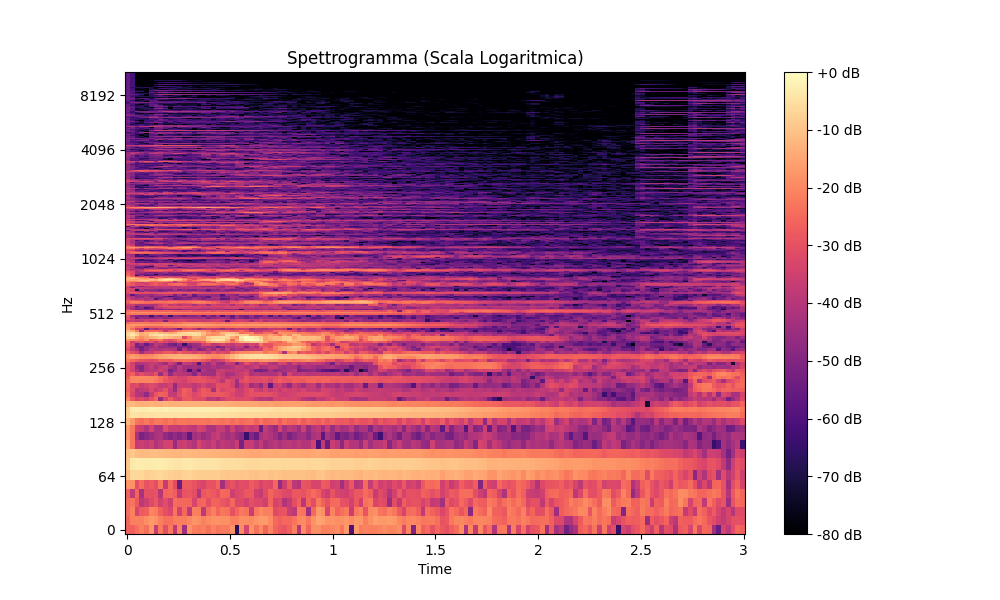 Spettrogramma (Scala Logaritmica)
+0 dB
8192
-10 dB
4096
-20 dB
2048
-30 dB
1024
Hz
512
-40 dB
256
-50 dB
128
-60 dB
64
-70 dB
0
-80 dB
0 0.5 1 1.5 2 2.5 3
Time